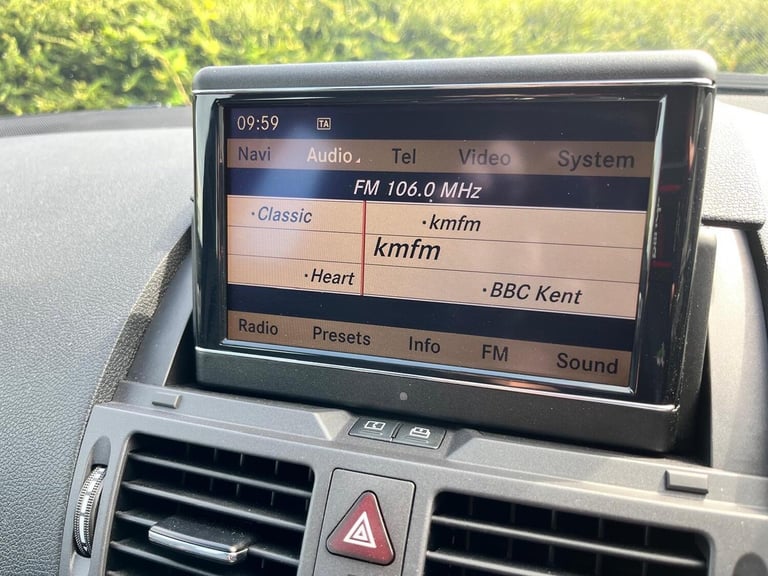 09:59 TA
Navi Audio Tel Video System
FM 106.0 MHz
Classic kmfm
kmfm
Heart BBC Kent
Radio Presets Info FM Sound